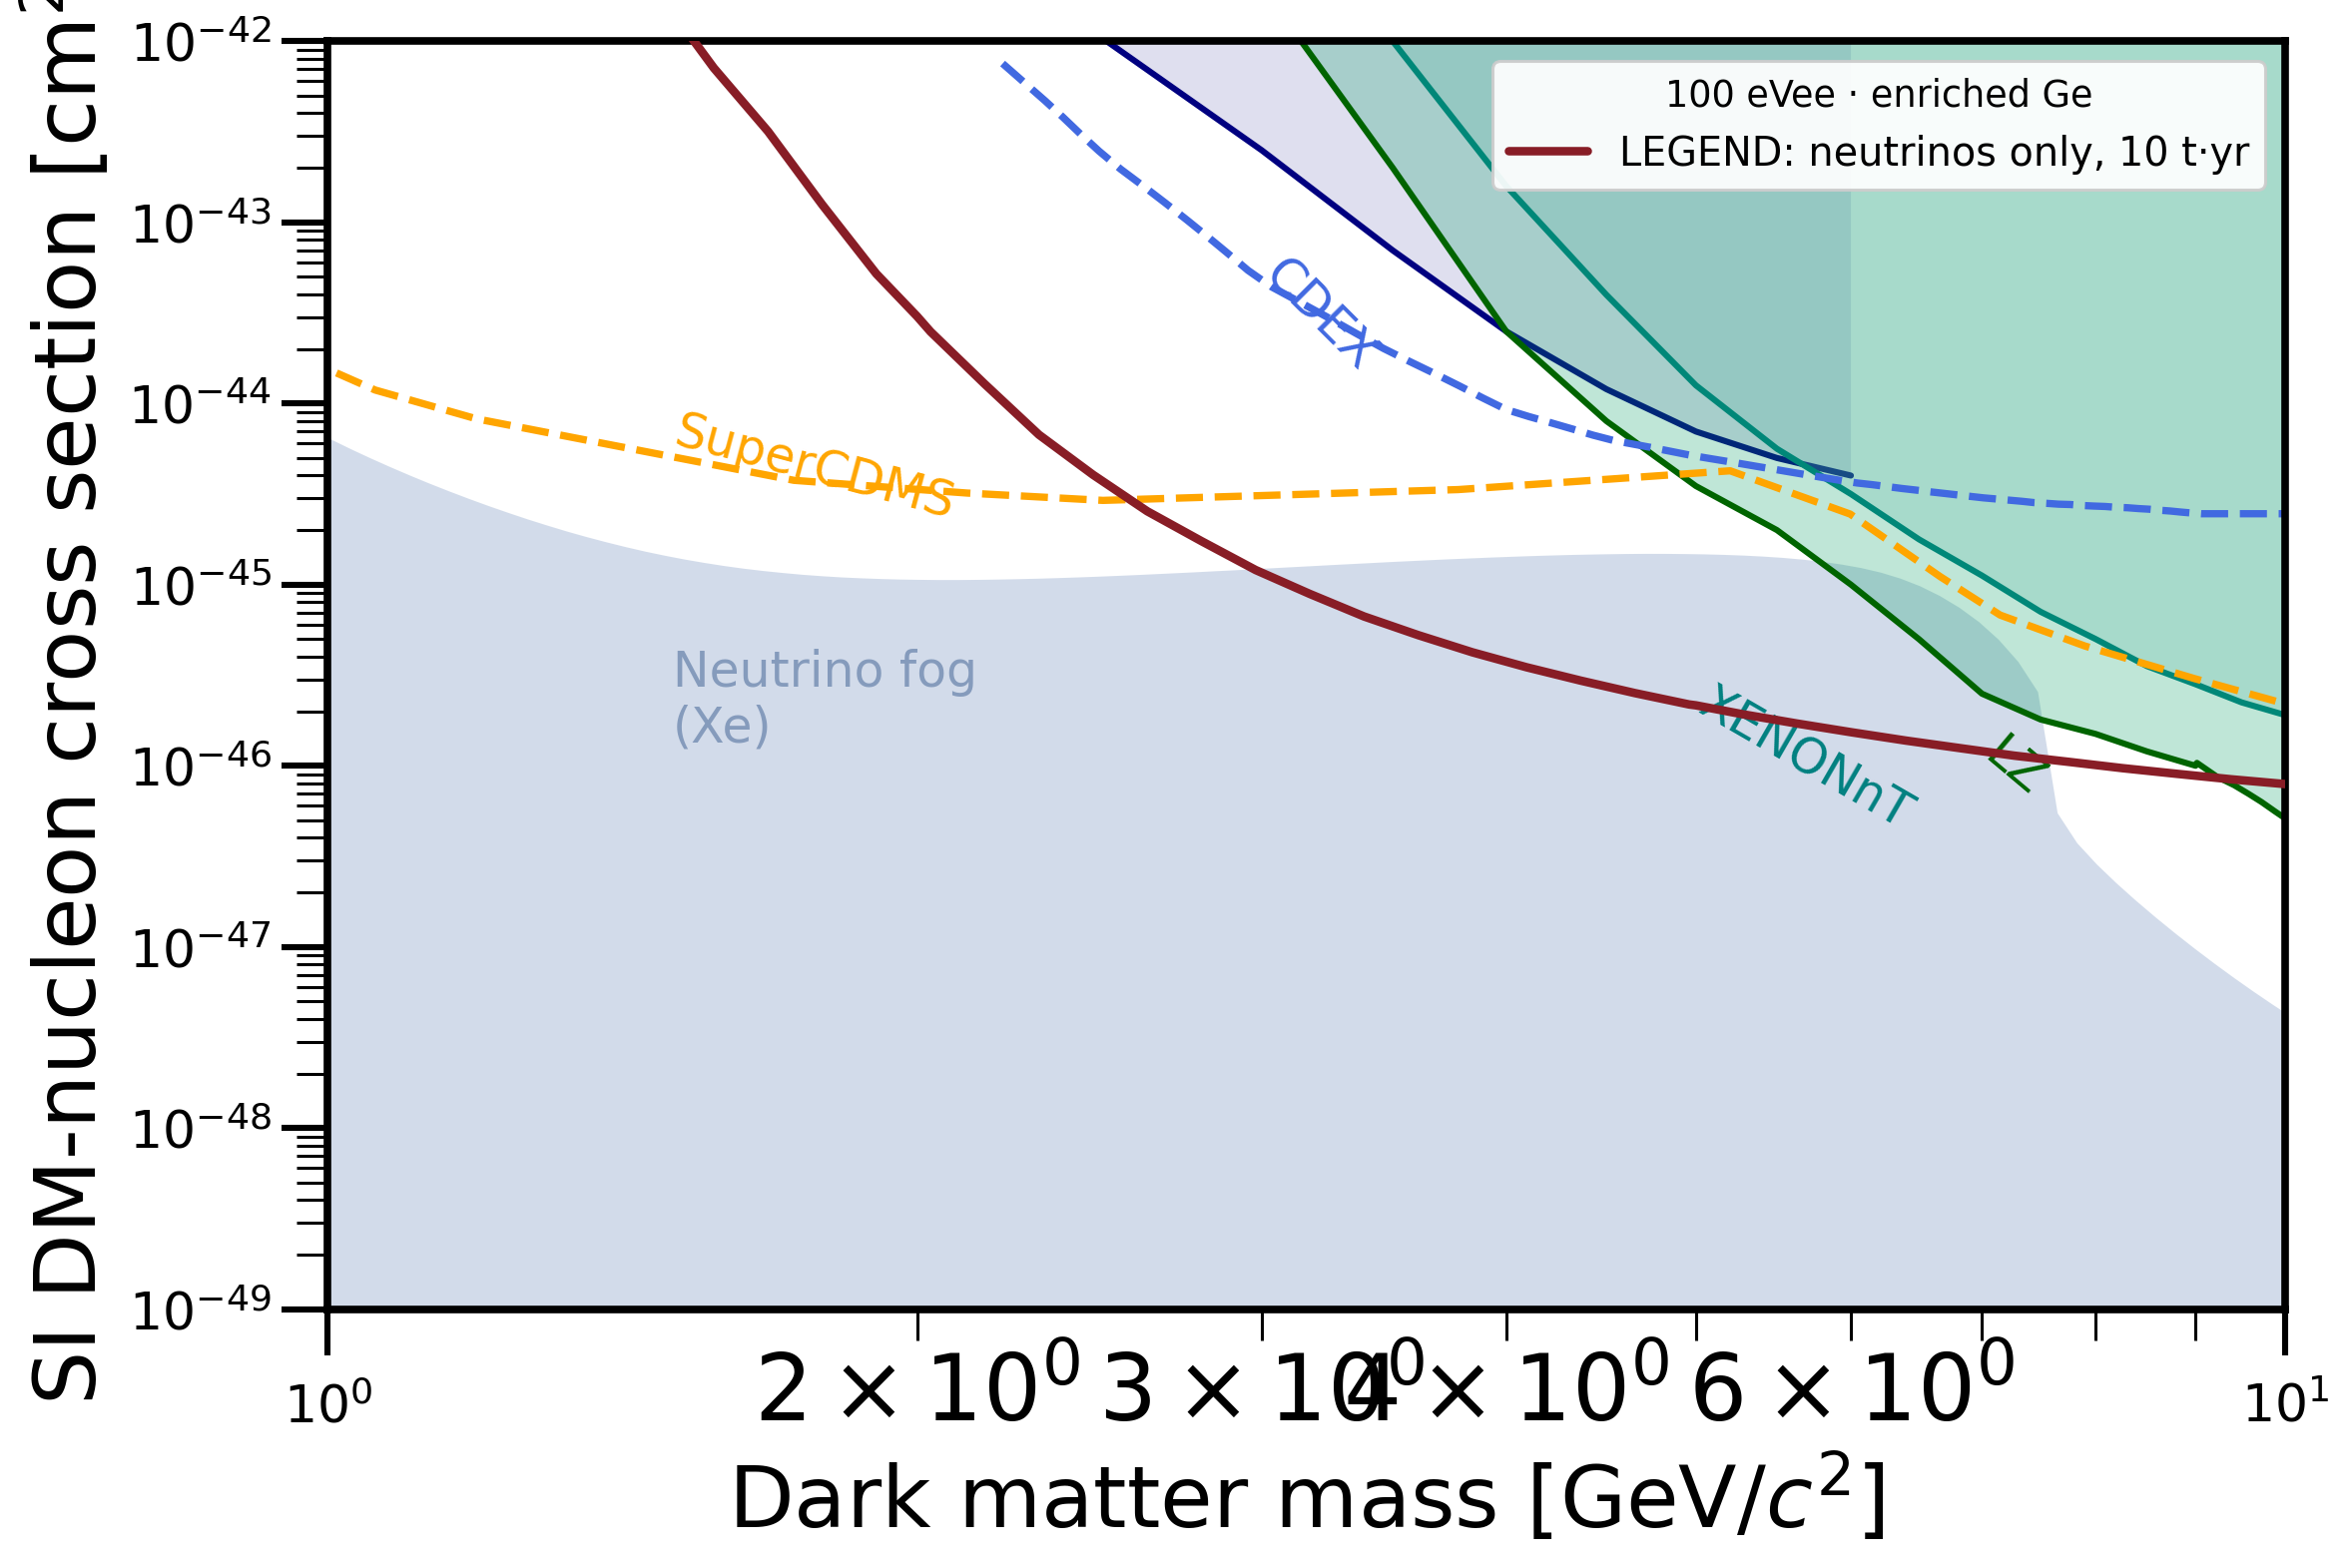 SI DM-nucleon cross section [cm²
10⁻⁴²
10⁻⁴³
10⁻⁴⁴
10⁻⁴⁵
10⁻⁴⁶
10⁻⁴⁷
10⁻⁴⁸
10⁻⁴⁹
100 eVee · enriched Ge
LEGEND: neutrinos only, 10 t·yr
CDEX
SuperCDMS
Neutrino fog
(Xe)
XENONnT
LZ
10⁰
2 × 10⁰
3 × 10⁰
4 × 10⁰
6 × 10⁰
10¹
Dark matter mass [GeV/c²]